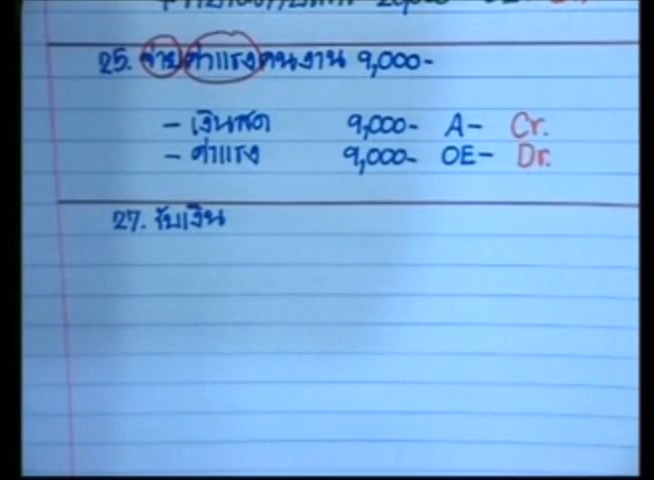 25. จ่ายค่าแรงคนงาน 9,000-
- เงินสด 9,000- A- Cr.
- ค่าแรง 9,000- OE- Dr.
27. รับเงิน